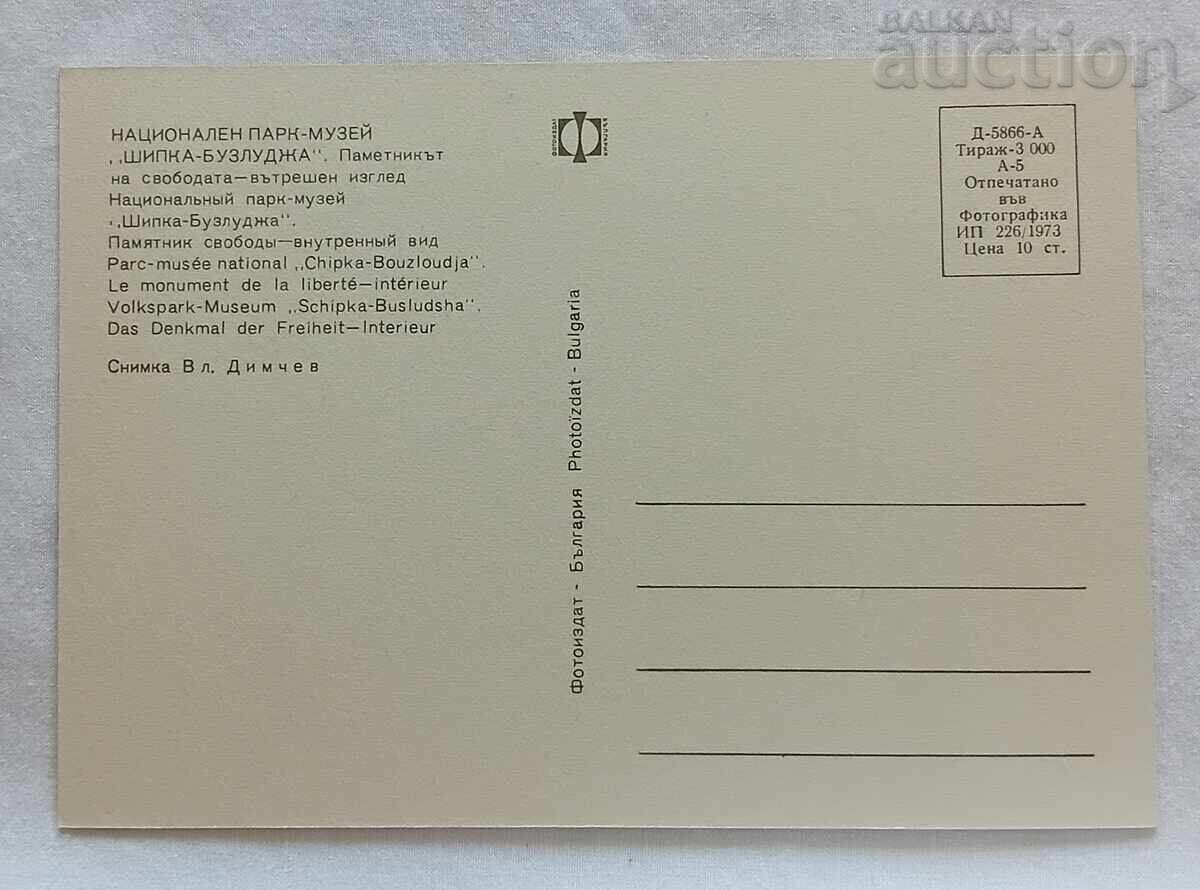 BALKAN
auction
НАЦИОНАЛЕН ПАРК-МУЗЕЙ
,,ШИПКА-БУЗЛУДЖА". Паметникът
на свободата—вътрешен изглед
Национальный парк-музей
,,Шипка-Бузлуджа".
Памятник свободы—внутренный вид
Parc-musée national ,,Chipka-Bouzloudja".
Le monument de la liberté—intérieur
Volkspark-Museum ,,Schipka-Busludsha".
Das Denkmal der Freiheit—Interieur
Снимка Вл. Димчев
ФОТОИЗДАТ
БЪЛГАРИЯ
Фотоиздат - България Photoïzdat - Bulgaria
Д-5866-А
Тираж-3 000
А-5
Отпечатано
във
Фотографика
ИП 226/1973
Цена 10 ст.